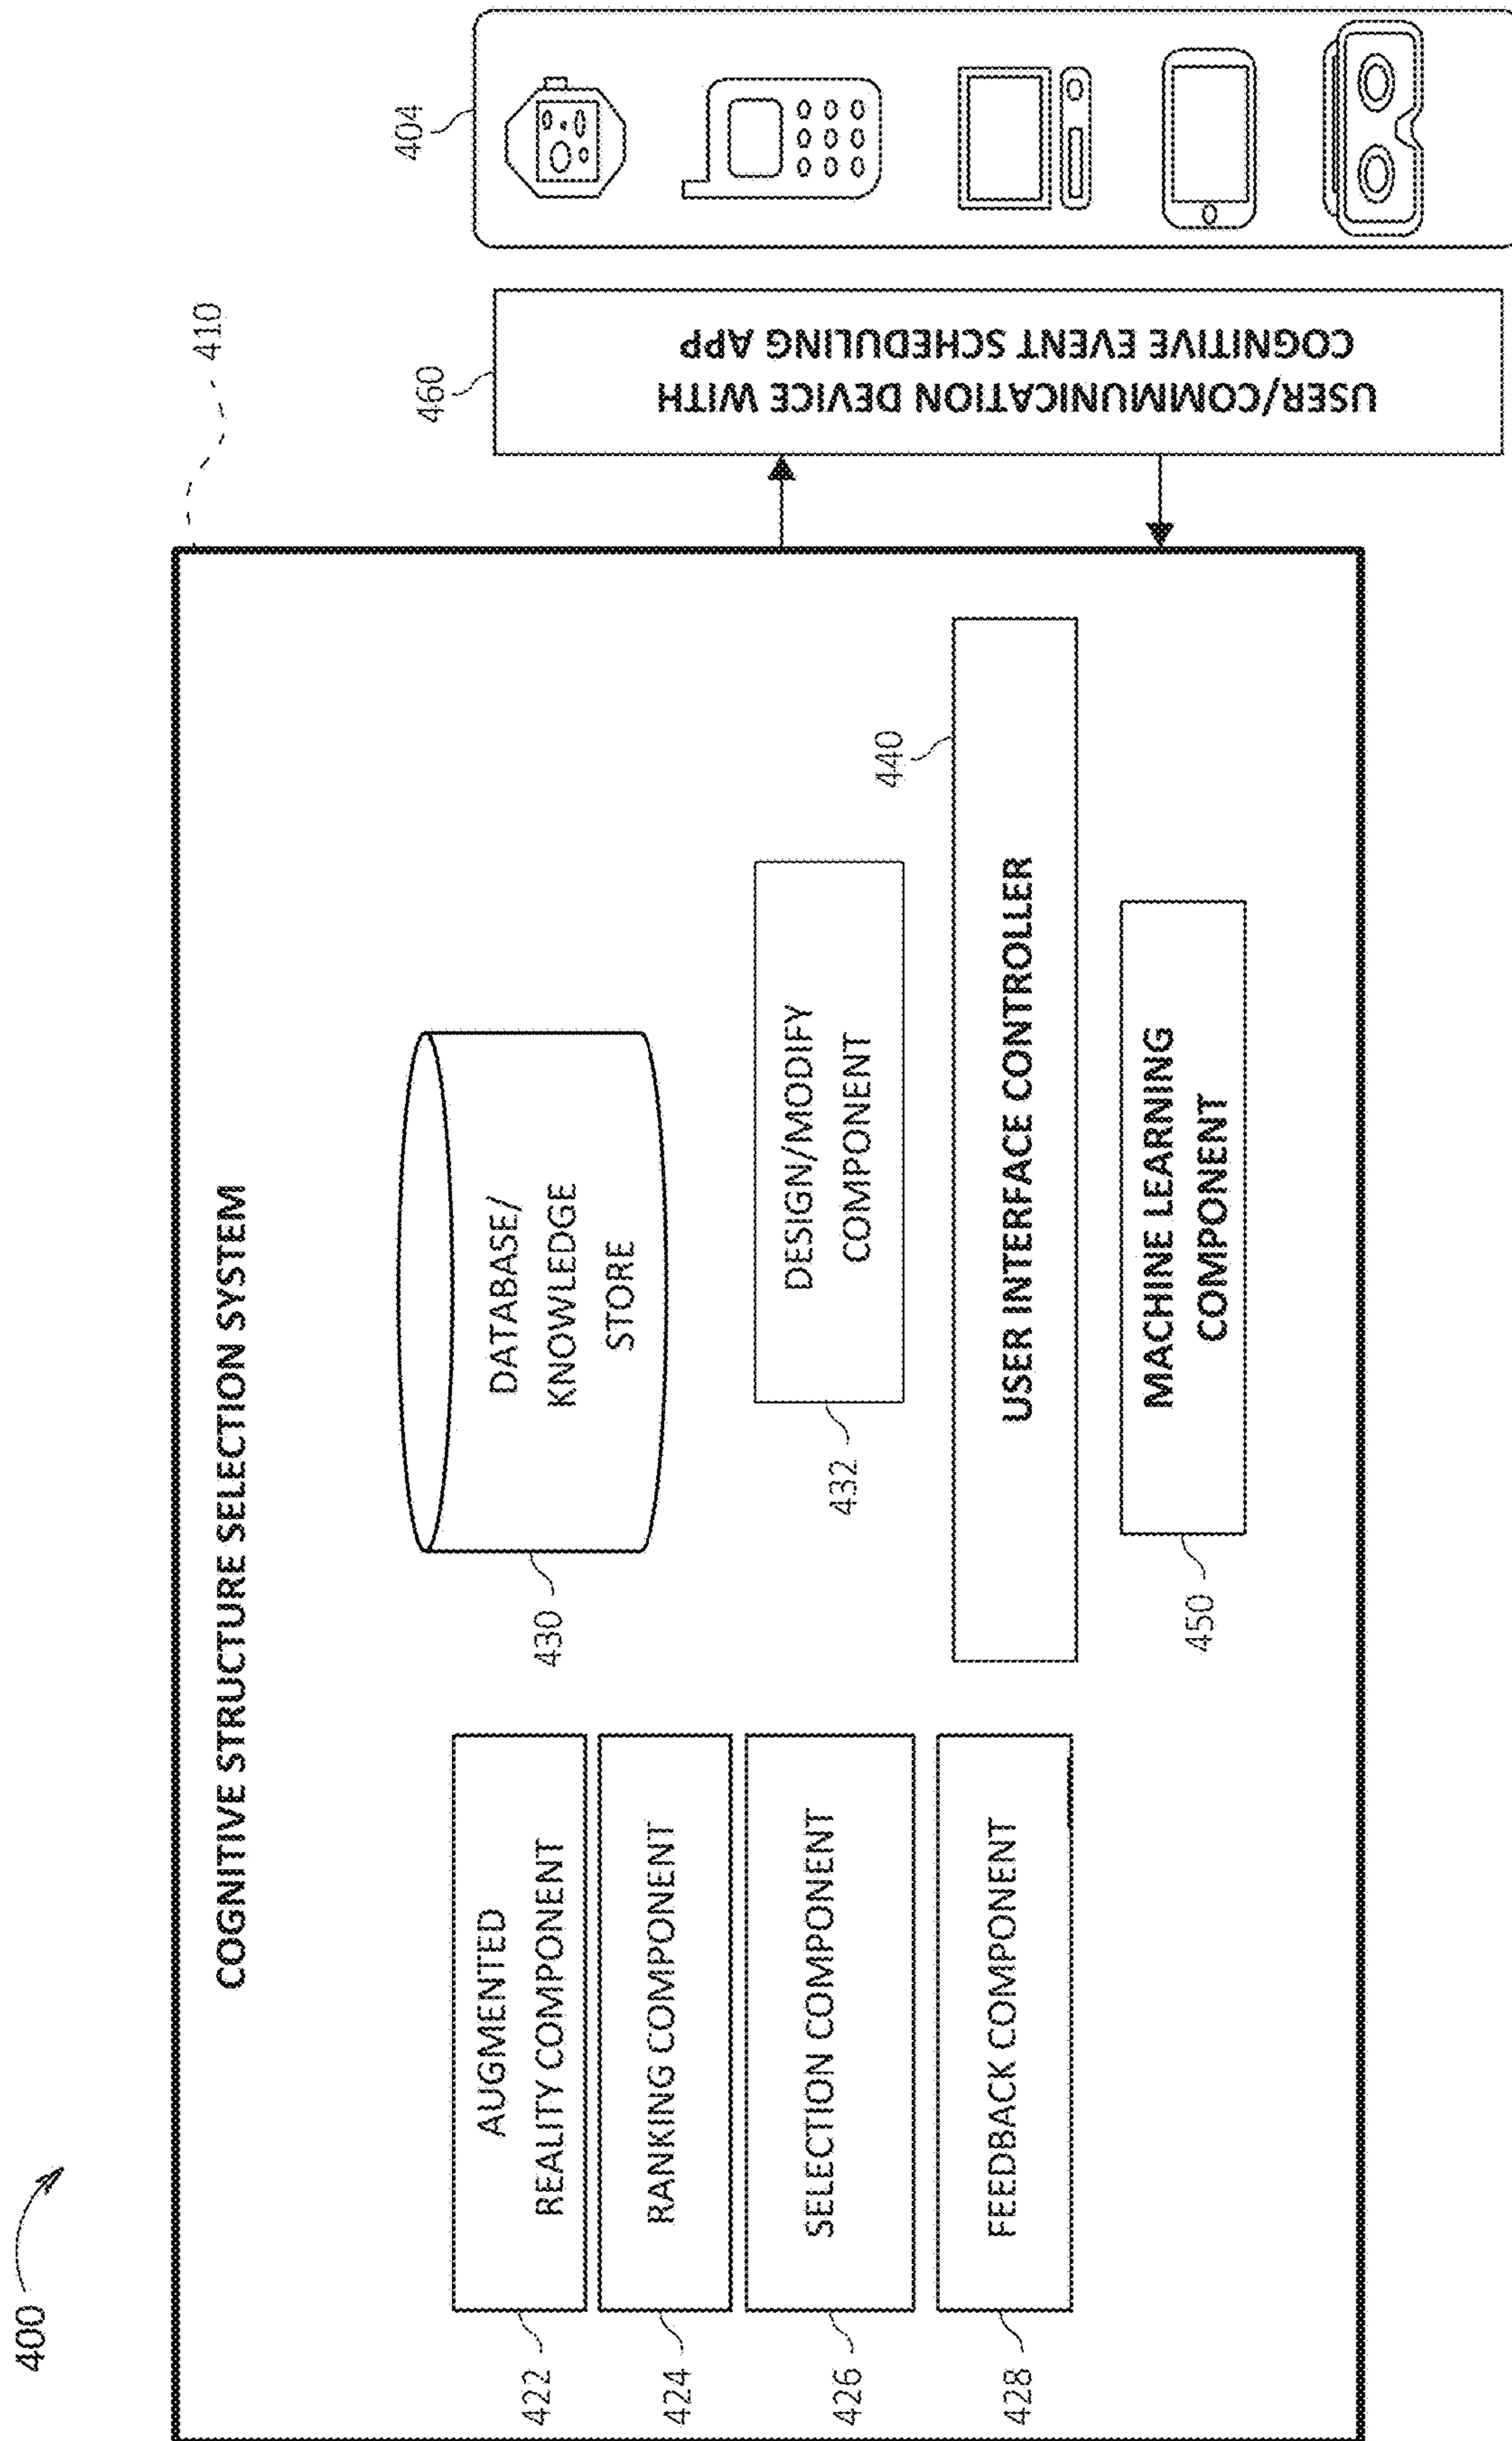 400
COGNITIVE STRUCTURE SELECTION SYSTEM
410
422
AUGMENTED
REALITY COMPONENT
424
RANKING COMPONENT
426
SELECTION COMPONENT
428
FEEDBACK COMPONENT
430
DATABASE/
KNOWLEDGE
STORE
432
DESIGN/MODIFY
COMPONENT
440
USER INTERFACE CONTROLLER
450
MACHINE LEARNING
COMPONENT
460
USER/COMMUNICATION DEVICE WITH
COGNITIVE EVENT SCHEDULING APP
404